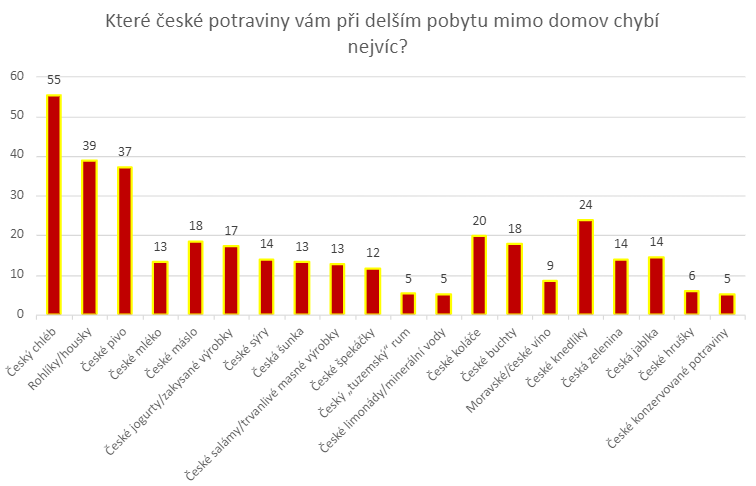 Které české potraviny vám při delším pobytu mimo domov chybí
nejvíc?
60
50
40
30
20
10
0
55
39
37
13
18
17
14
13
13
12
5
5
20
18
9
24
14
14
6
5
Český chléb
Rohlíky/housky
České pivo
České mléko
České máslo
České jogurty/zakysané výrobky
České sýry
Česká šunka
České salámy/trvanlivé masné výrobky
České špekáčky
Český „tuzemský“ rum
České limonády/minerální vody
České koláče
České buchty
Moravské/české víno
České knedlíky
Česká zelenina
Česká jablka
České hrušky
České konzervované potraviny